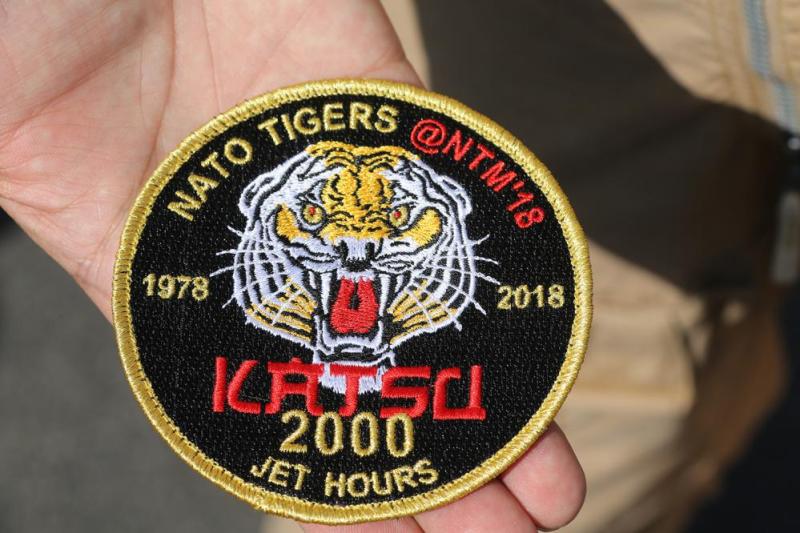 NATO TIGERS @NTM'18
1978
2018
KATSU
2000
JET HOURS